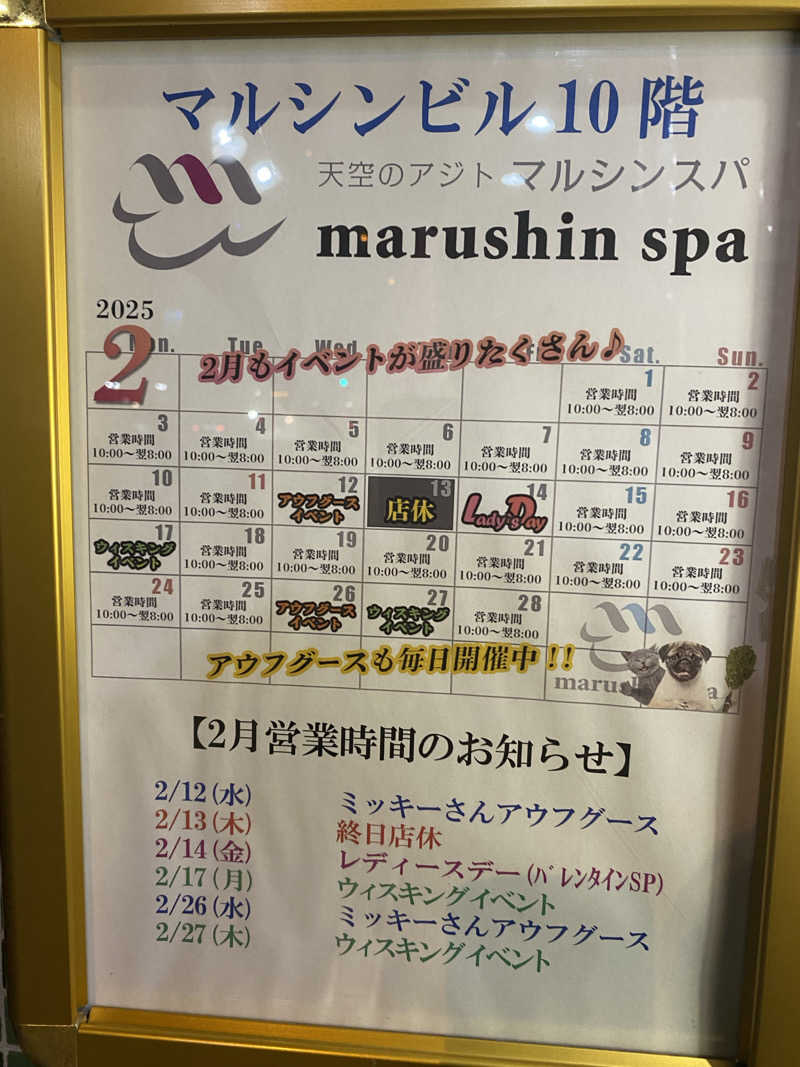 マルシンビル10階
天空のアジト マルシンスパ
marushin spa
2025
2
Mon. Tue Wed Sat. Sun.
2月もイベントが盛りたくさん♪
1 2
営業時間 営業時間
10:00～翌8:00 10:00～翌8:00
3 4 5 6 7 8 9
営業時間 営業時間 営業時間 営業時間 営業時間 営業時間 営業時間
10:00～翌8:00 10:00～翌8:00 10:00～翌8:00 10:00～翌8:00 10:00～翌8:00 10:00～翌8:00 10:00～翌8:00
10 11 12 13 14 15 16
営業時間 営業時間 アウフグース 店休 Lady's Day 営業時間 営業時間
10:00～翌8:00 10:00～翌8:00 イベント 10:00～翌8:00 10:00～翌8:00
17 18 19 20 21 22 23
ウィスキング 営業時間 営業時間 営業時間 営業時間 営業時間 営業時間
イベント 10:00～翌8:00 10:00～翌8:00 10:00～翌8:00 10:00～翌8:00 10:00～翌8:00 10:00～翌8:00
24 25 26 27 28
営業時間 営業時間 アウフグース ウィスキング 営業時間
10:00～翌8:00 10:00～翌8:00 イベント イベント 10:00～翌8:00
アウフグースも毎日開催中！！
【2月営業時間のお知らせ】
2/12(水) ミッキーさんアウフグース
2/13(木) 終日店休
2/14(金) レディースデー(バレンタインSP)
2/17(月) ウィスキングイベント
2/26(水) ミッキーさんアウフグース
2/27(木) ウィスキングイベント